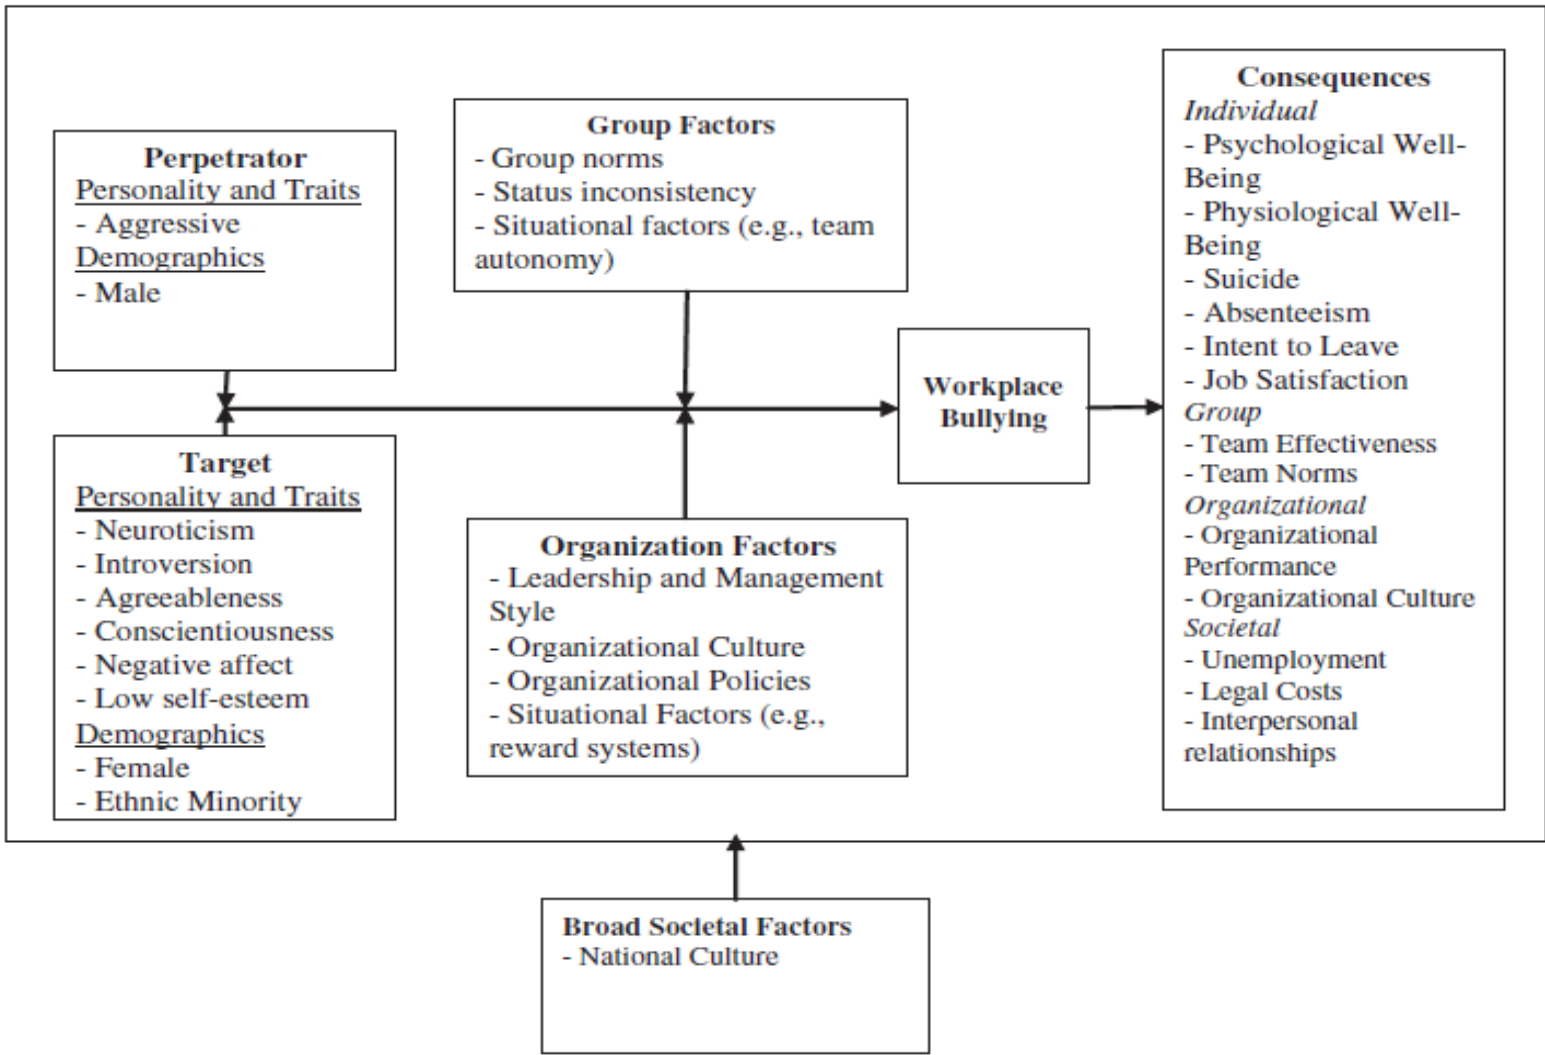 Perpetrator
Personality and Traits
- Aggressive
Demographics
- Male
Target
Personality and Traits
- Neuroticism
- Introversion
- Agreeableness
- Conscientiousness
- Negative affect
- Low self-esteem
Demographics
- Female
- Ethnic Minority
Group Factors
- Group norms
- Status inconsistency
- Situational factors (e.g., team
autonomy)
Organization Factors
- Leadership and Management
Style
- Organizational Culture
- Organizational Policies
- Situational Factors (e.g.,
reward systems)
Workplace
Bullying
Consequences
Individual
- Psychological Well-
Being
- Physiological Well-
Being
- Suicide
- Absenteeism
- Intent to Leave
- Job Satisfaction
Group
- Team Effectiveness
- Team Norms
Organizational
- Organizational
Performance
- Organizational Culture
Societal
- Unemployment
- Legal Costs
- Interpersonal
relationships
Broad Societal Factors
- National Culture